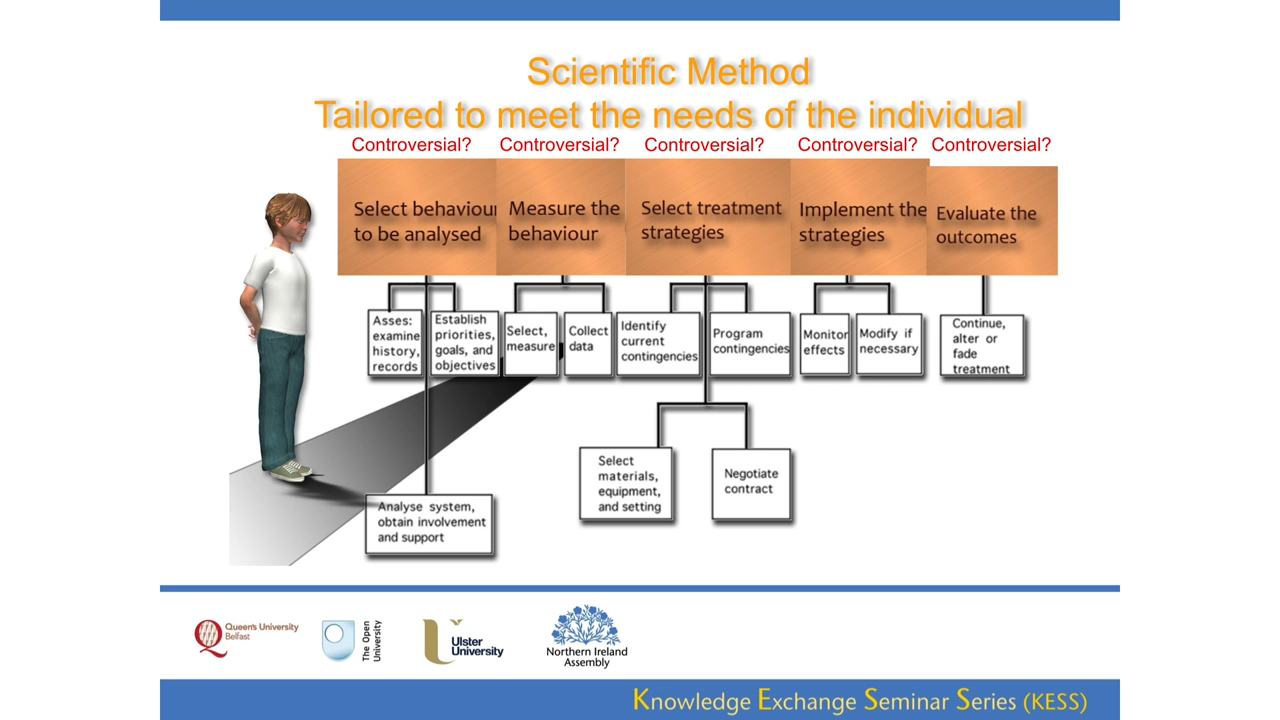 Scientific Method
Tailored to meet the needs of the individual
Controversial? Controversial? Controversial? Controversial? Controversial?
Select behaviour
to be analysed
Measure the
behaviour
Select treatment
strategies
Implement the
strategies
Evaluate the
outcomes
Asses:
examine
history,
records
Establish
priorities,
goals, and
objectives
Select,
measure
Collect
data
Identify
current
contingencies
Program
contingencies
Monitor
effects
Modify if
necessary
Continue,
alter or
fade
treatment
Select
materials,
equipment,
and setting
Negotiate
contract
Analyse system,
obtain involvement
and support
Queen's University
Belfast
The Open
University
Ulster
University
Northern Ireland
Assembly
Knowledge Exchange Seminar Series (KESS)